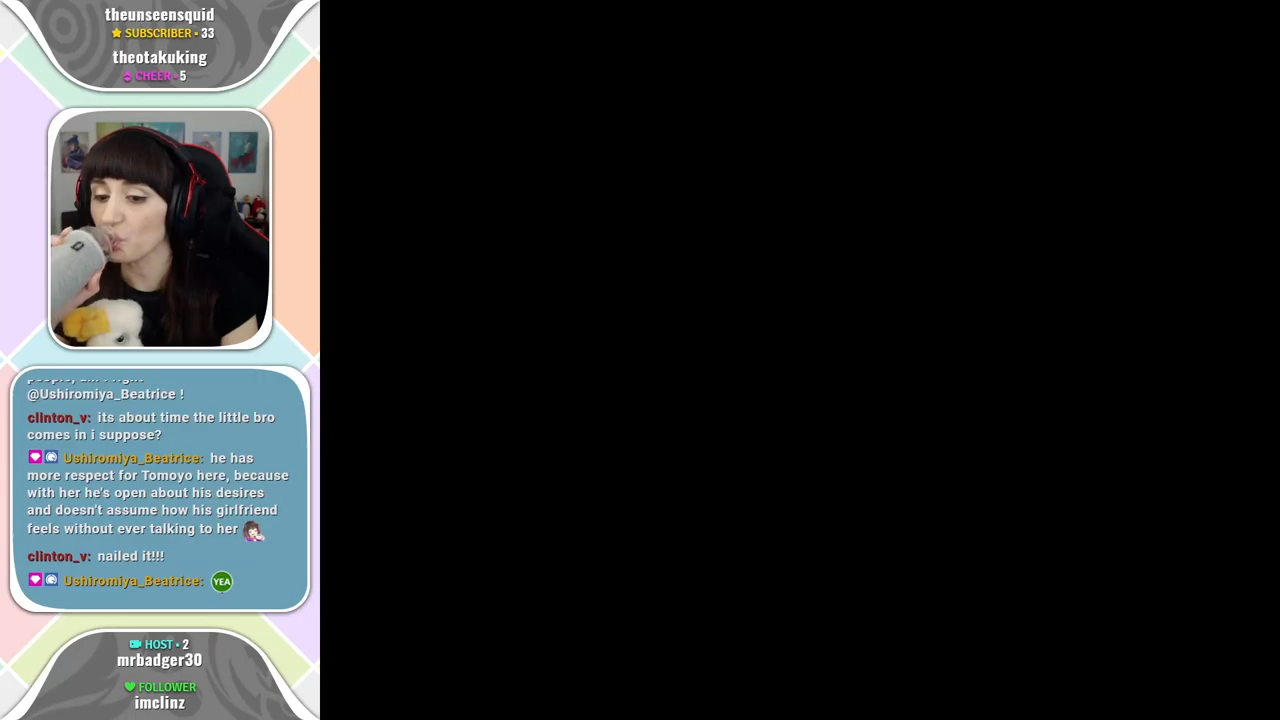 theunseensquid
SUBSCRIBER • 33
theotakuking
CHEER • 5
@Ushiromiya_Beatrice !
clinton_v: its about time the little bro
comes in i suppose?
Ushiromiya_Beatrice: he has
more respect for Tomoyo here, because
with her he's open about his desires
and doesn't assume how his girlfriend
feels without ever talking to her
clinton_v: nailed it!!!
Ushiromiya_Beatrice: YEA
HOST • 2
mrbadger30
FOLLOWER
imclinz